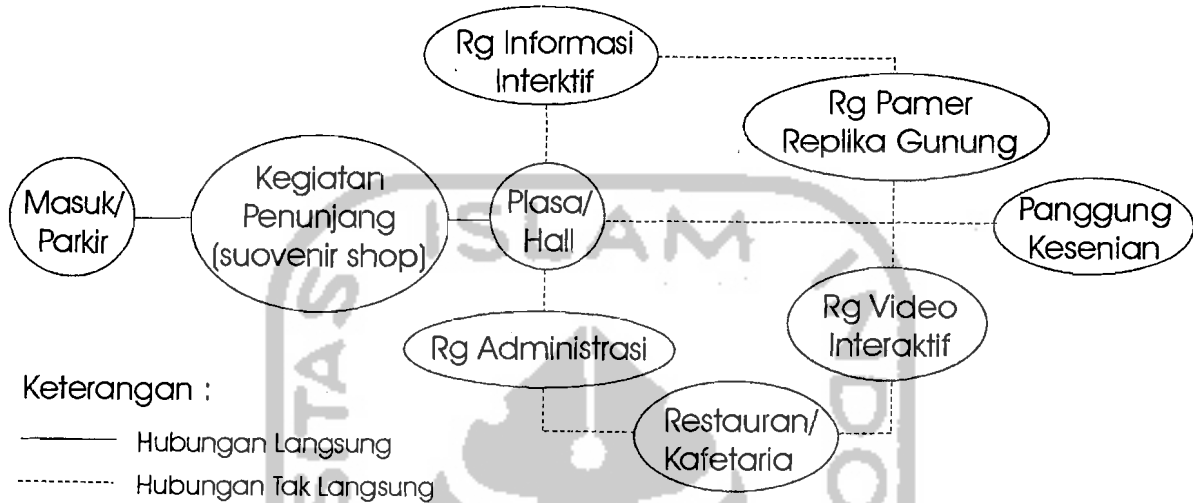 Rg Informasi
Interktif
Rg Pamer
Replika Gunung
Masuk/
Parkir
Kegiatan
Penunjang
(suovenir shop)
Plasa/
Hall
Panggung
Kesenian
Rg Administrasi
Rg Video
Interaktif
Restauran/
Kafetaria
Keterangan :
Hubungan Langsung
Hubungan Tak Langsung
ISLAM